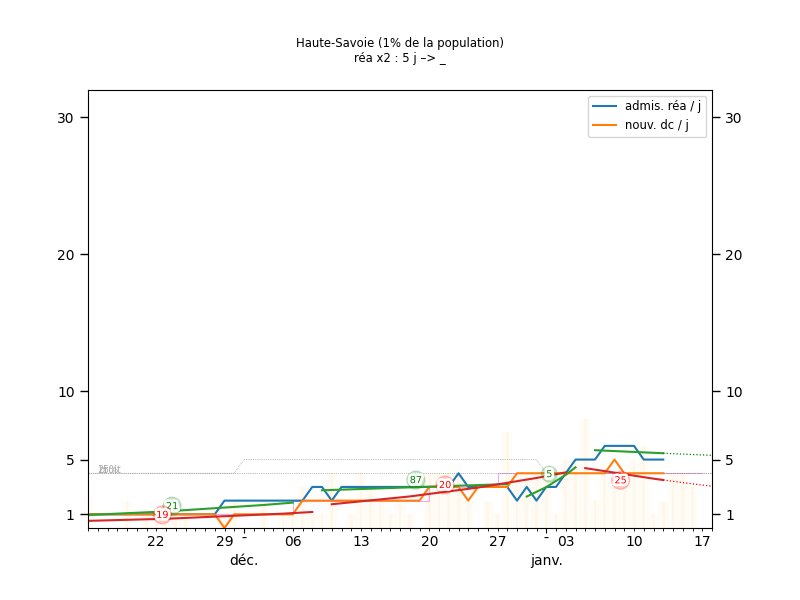 Haute-Savoie (1% de la population)
réa x2 : 5 j –> _
admis. réa / j
nouv. dc / j
30 30
20 20
10 10
5 5
1 1
87 20 5 25
21
19
22 29 - 06 13 20 27 - 03 10 17
déc. janv.